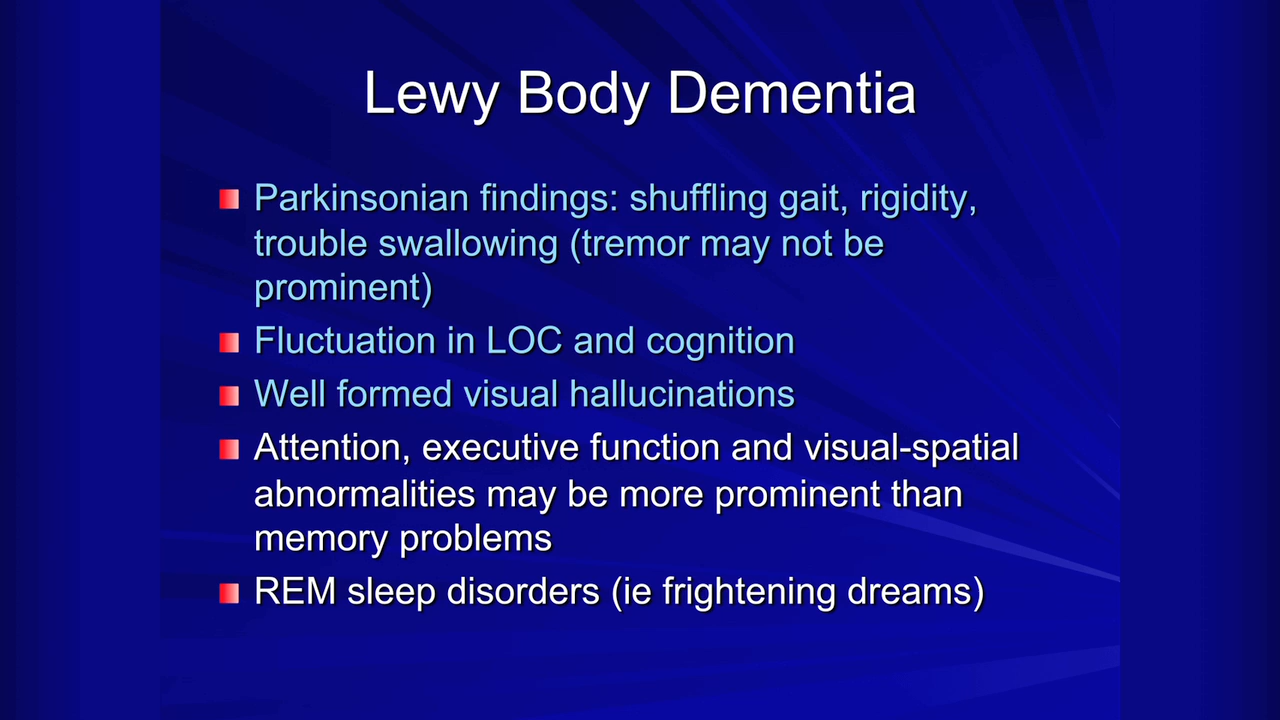 Lewy Body Dementia
Parkinsonian findings: shuffling gait, rigidity,
trouble swallowing (tremor may not be
prominent)
Fluctuation in LOC and cognition
Well formed visual hallucinations
Attention, executive function and visual-spatial
abnormalities may be more prominent than
memory problems
REM sleep disorders (ie frightening dreams)